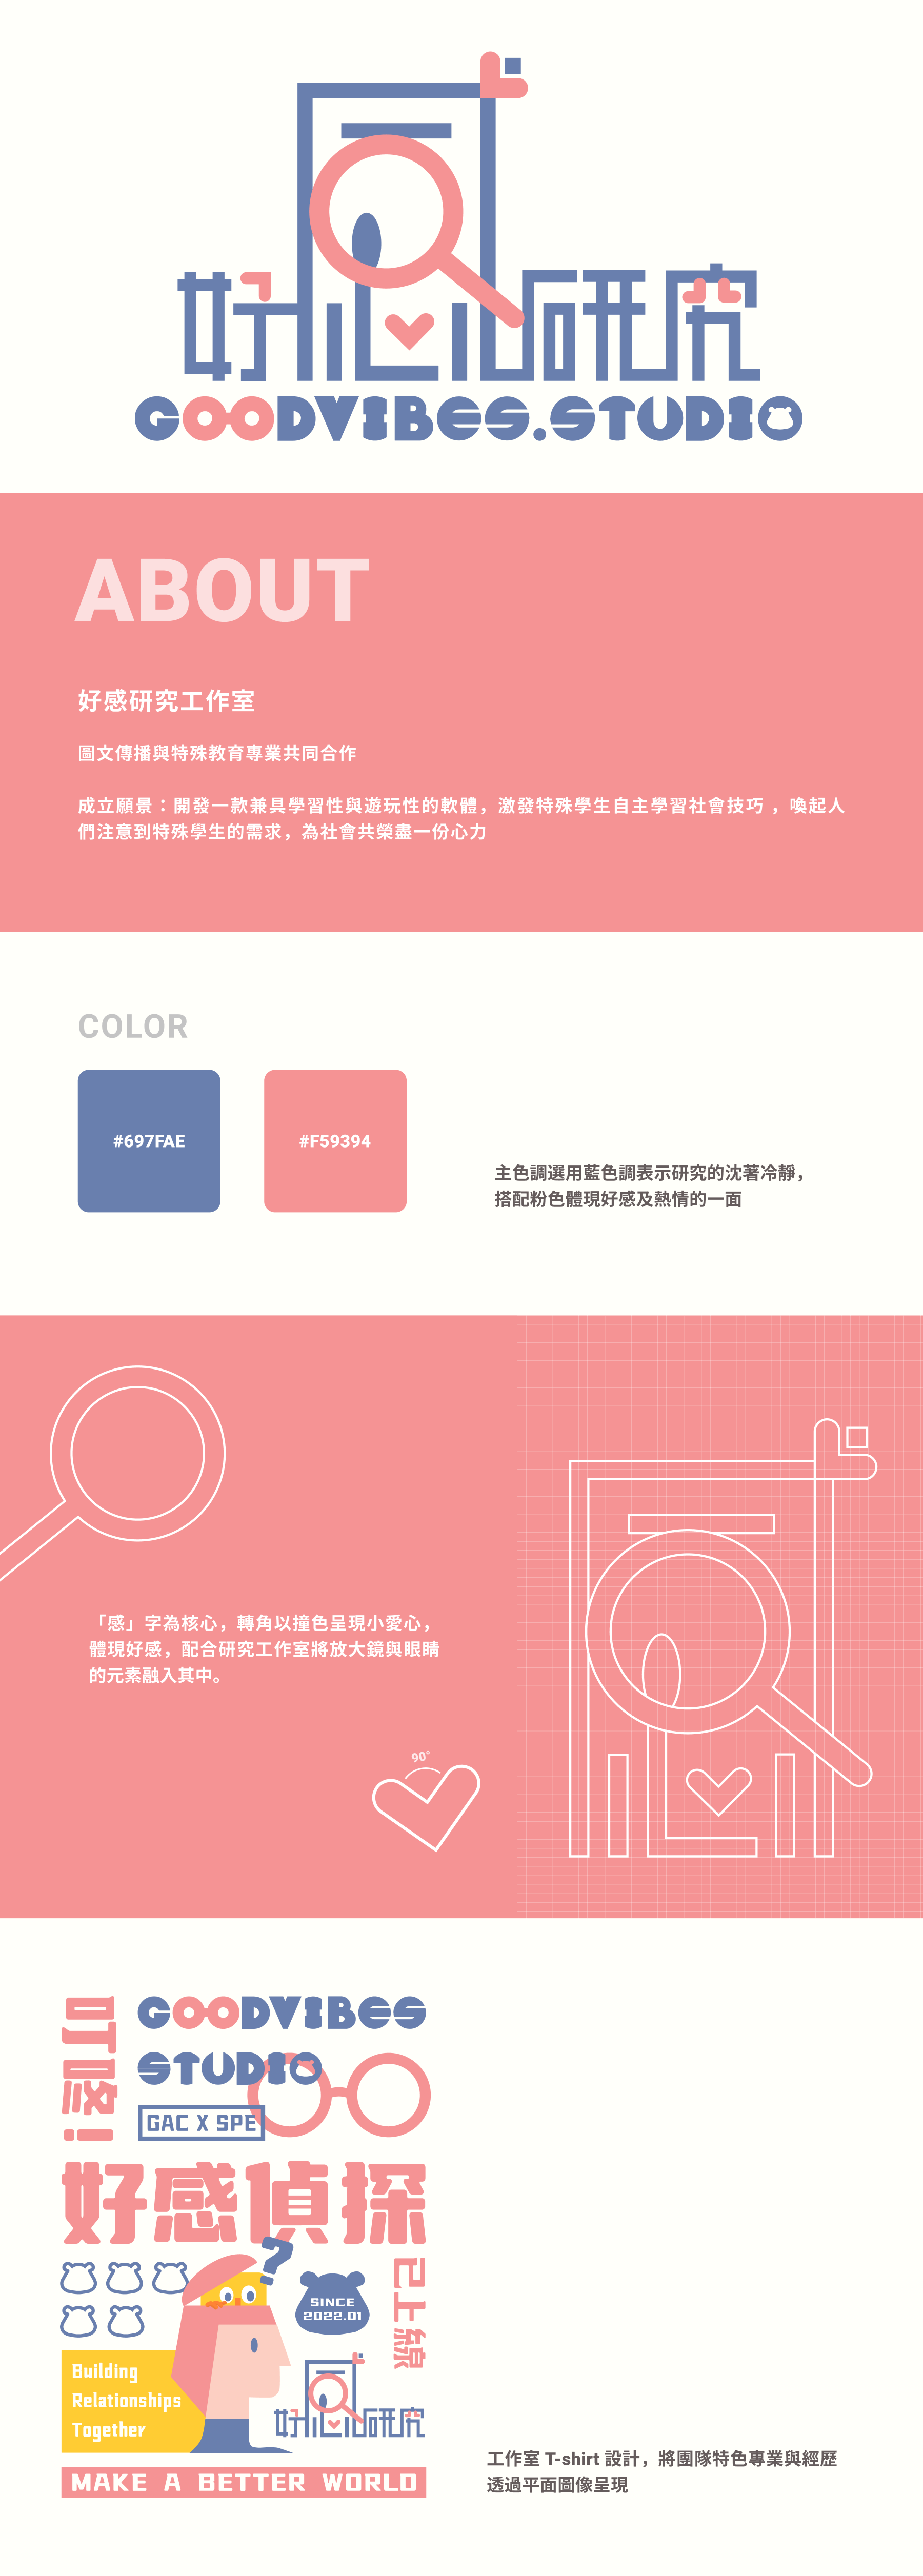 好感研究
GOODVIBES.STUDIO
ABOUT
好感研究工作室
圖文傳播與特殊教育專業共同合作
成立願景：開發一款兼具學習性與遊玩性的軟體，激發特殊學生自主學習社會技巧 ，喚起人
們注意到特殊學生的需求，為社會共榮盡一份心力
COLOR
#697FAE
#F59394
主色調選用藍色調表示研究的沈著冷靜，
搭配粉色體現好感及熱情的一面
「感」字為核心，轉角以撞色呈現小愛心，
體現好感，配合研究工作室將放大鏡與眼睛
的元素融入其中。
90°
感
叮咚！
GOODVIBES
STUDIO
GAC X SPE
好感偵探
?
SINCE
2022.01
已上線
Building
Relationships
Together
好感研究
MAKE A BETTER WORLD
工作室 T-shirt 設計，將團隊特色專業與經歷
透過平面圖像呈現